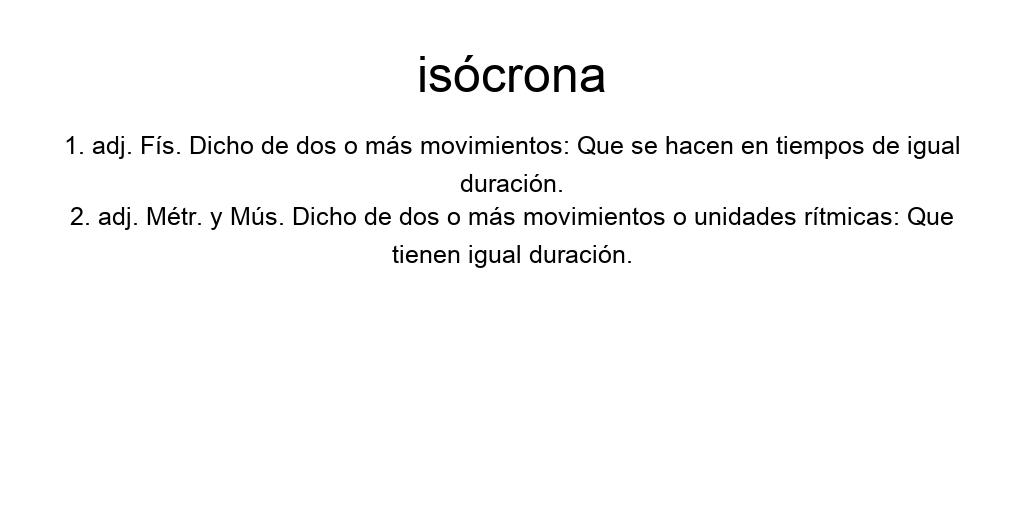 isócrona
1. adj. Fís. Dicho de dos o más movimientos: Que se hacen en tiempos de igual
duración.
2. adj. Métr. y Mús. Dicho de dos o más movimientos o unidades rítmicas: Que
tienen igual duración.